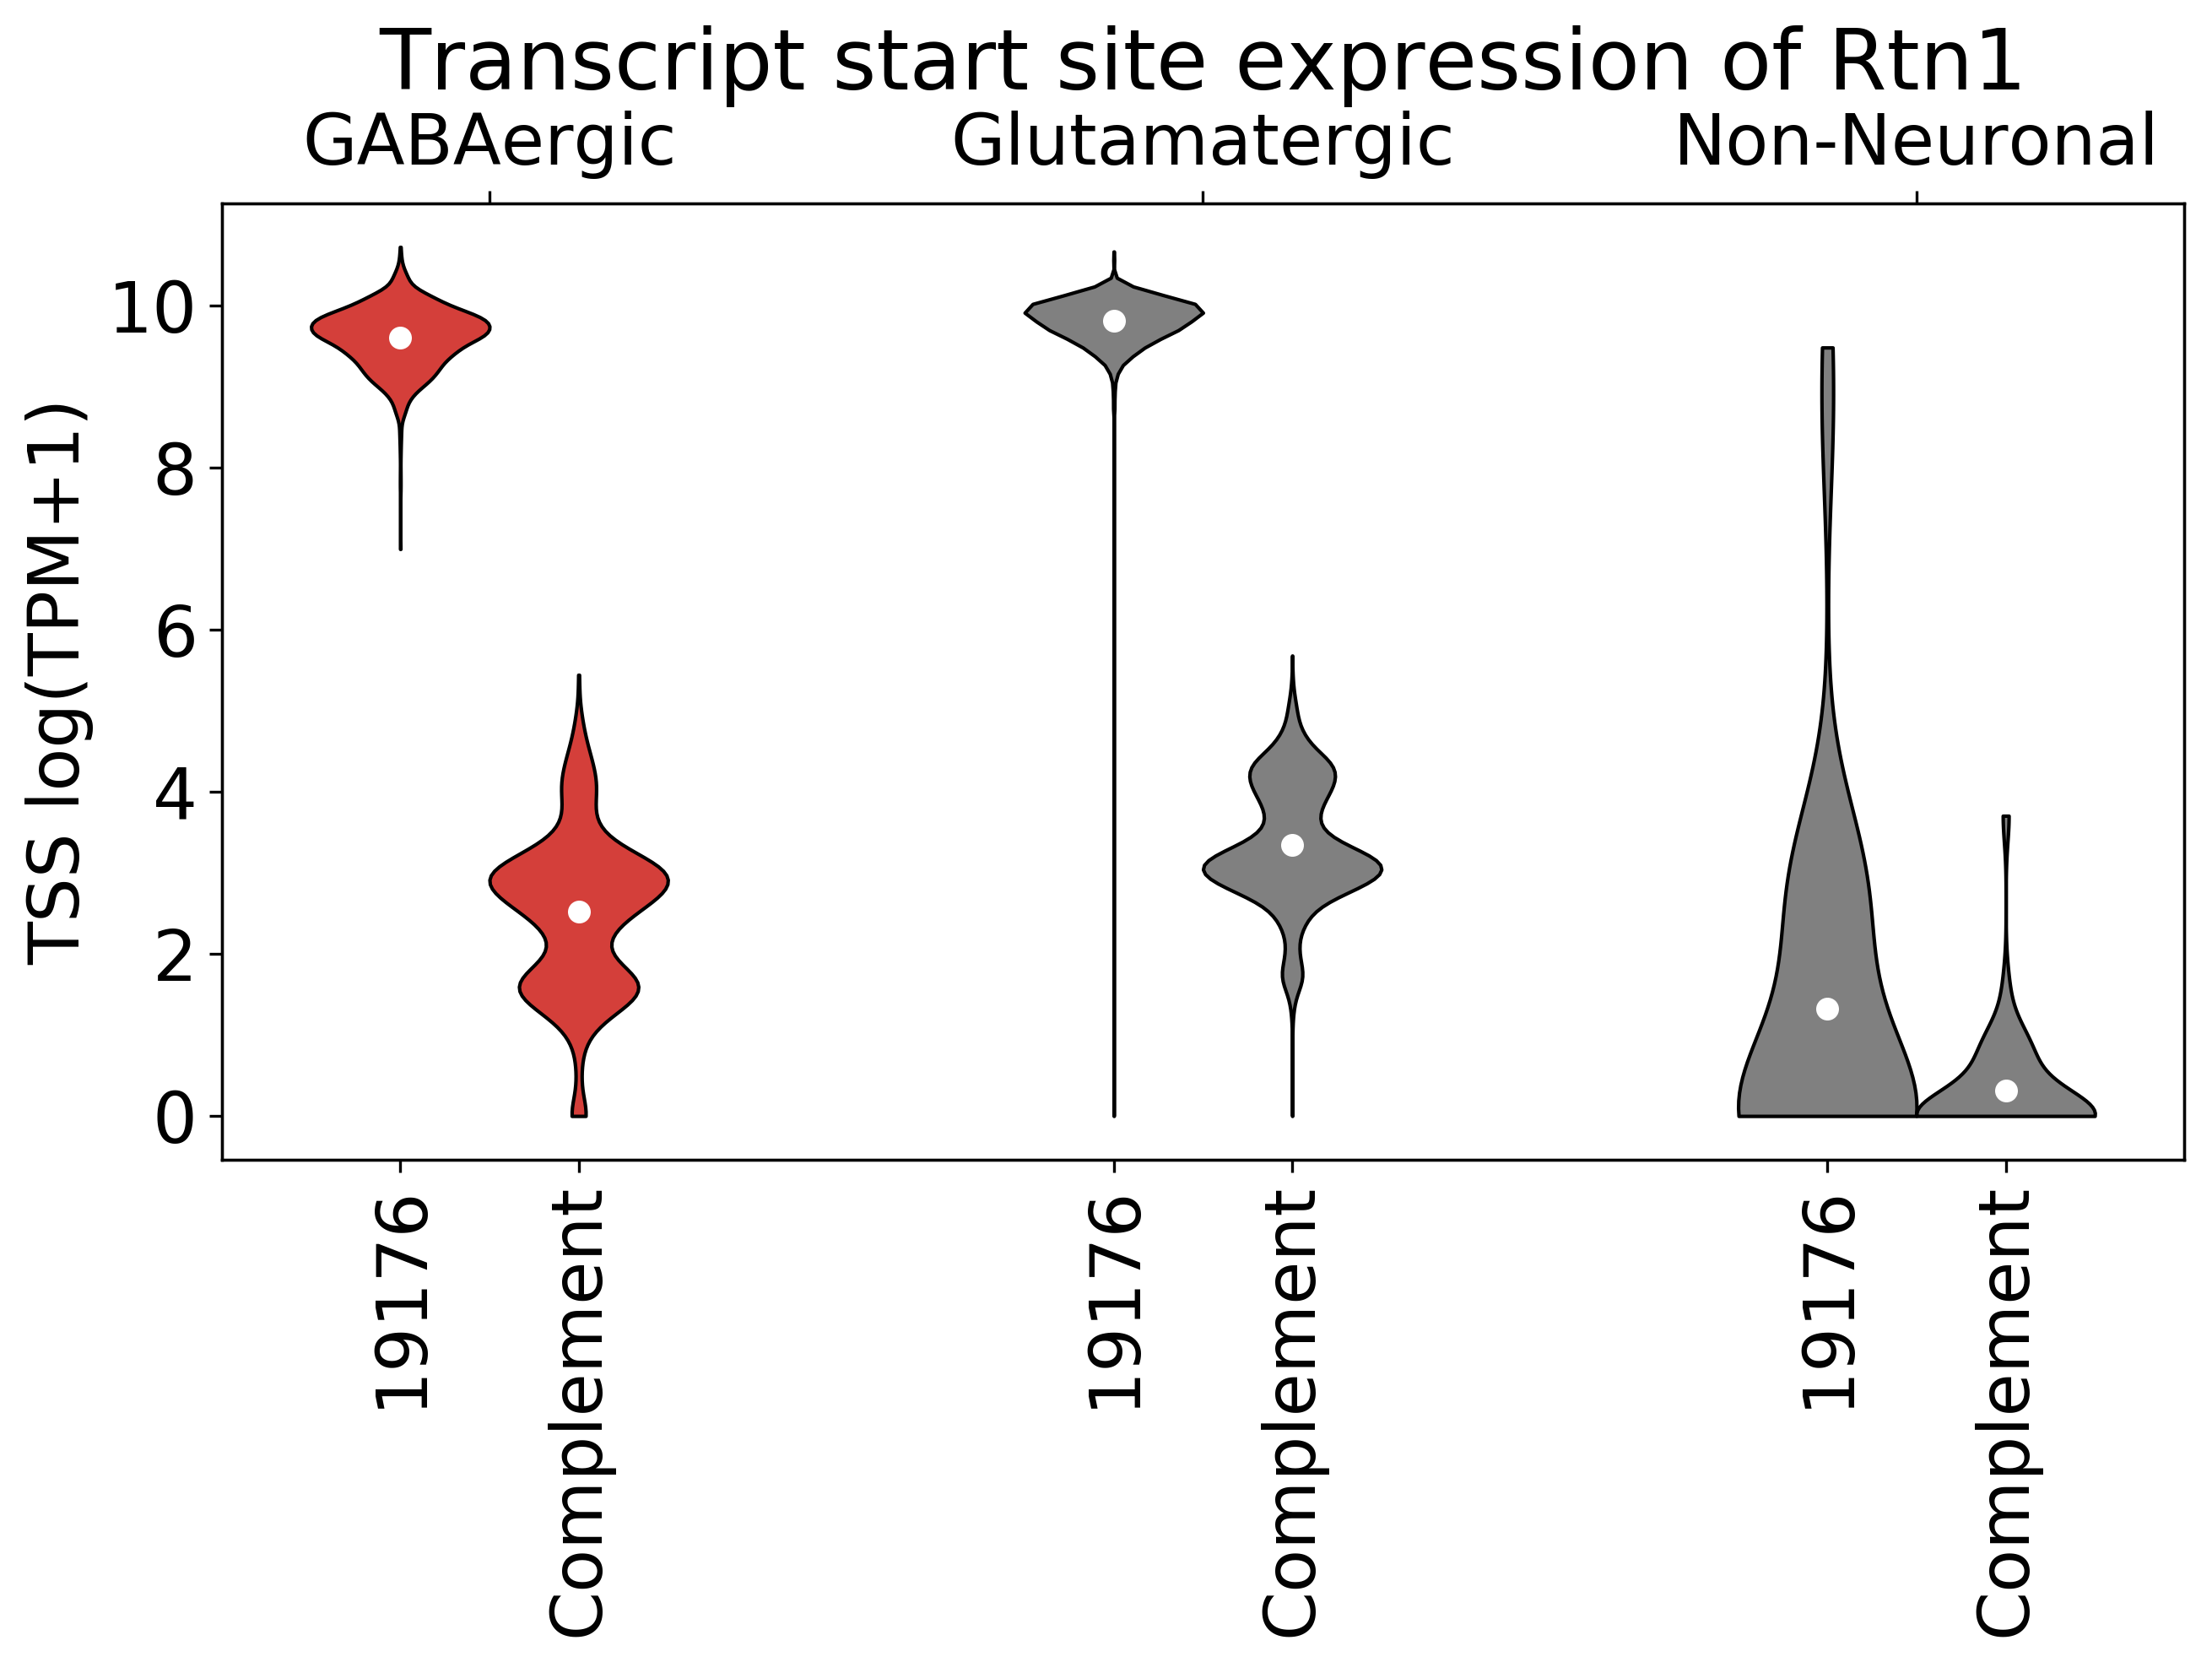 Transcript start site expression of Rtn1
GABAergic Glutamatergic Non-Neuronal
TSS log(TPM+1)
10
8
6
4
2
0
19176 Complement 19176 Complement 19176 Complement